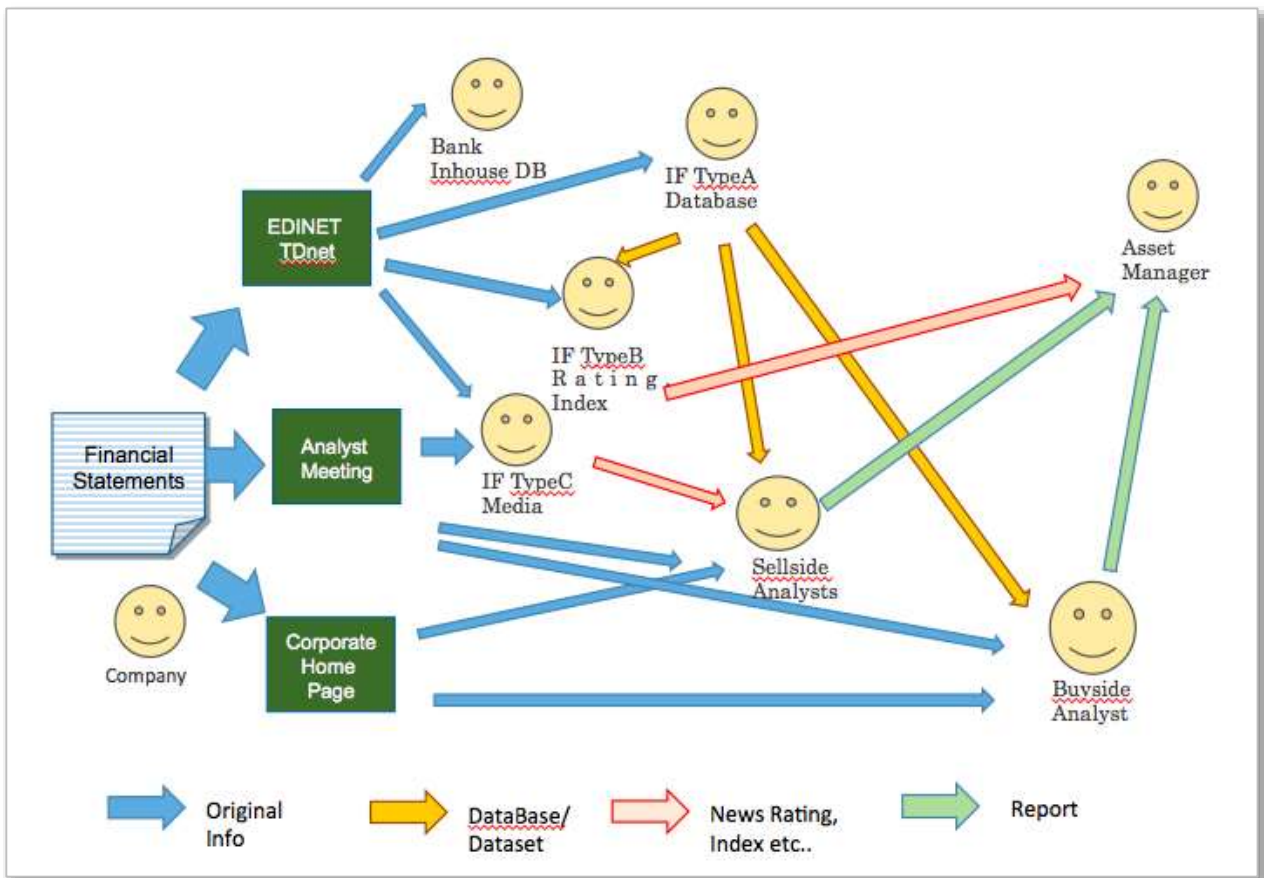 Bank
Inhouse DB
IF TypeA
Database
EDINET
TDnet
Asset
Manager
IF TypeB
R a t i n g
Index
Financial
Statements
Analyst
Meeting
IF TypeC
Media
Sellside
Analysts
Company
Corporate
Home
Page
Buyside
Analyst
Original
Info
DataBase/
Dataset
News Rating,
Index etc..
Report